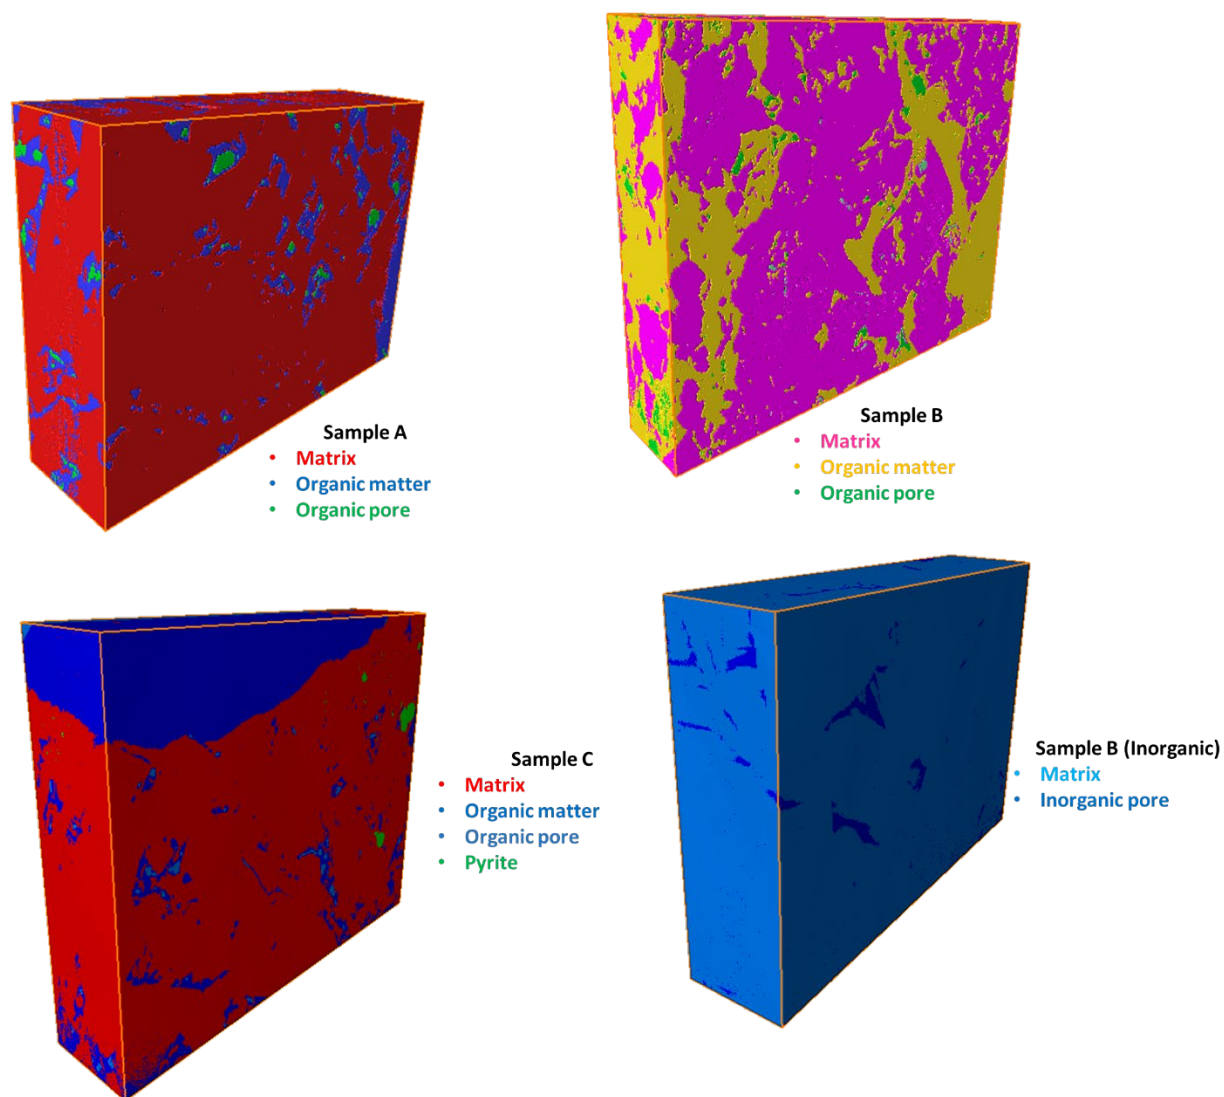 Sample A
• Matrix
• Organic matter
• Organic pore
Sample B
• Matrix
• Organic matter
• Organic pore
Sample C
• Matrix
• Organic matter
• Organic pore
• Pyrite
Sample B (Inorganic)
• Matrix
• Inorganic pore